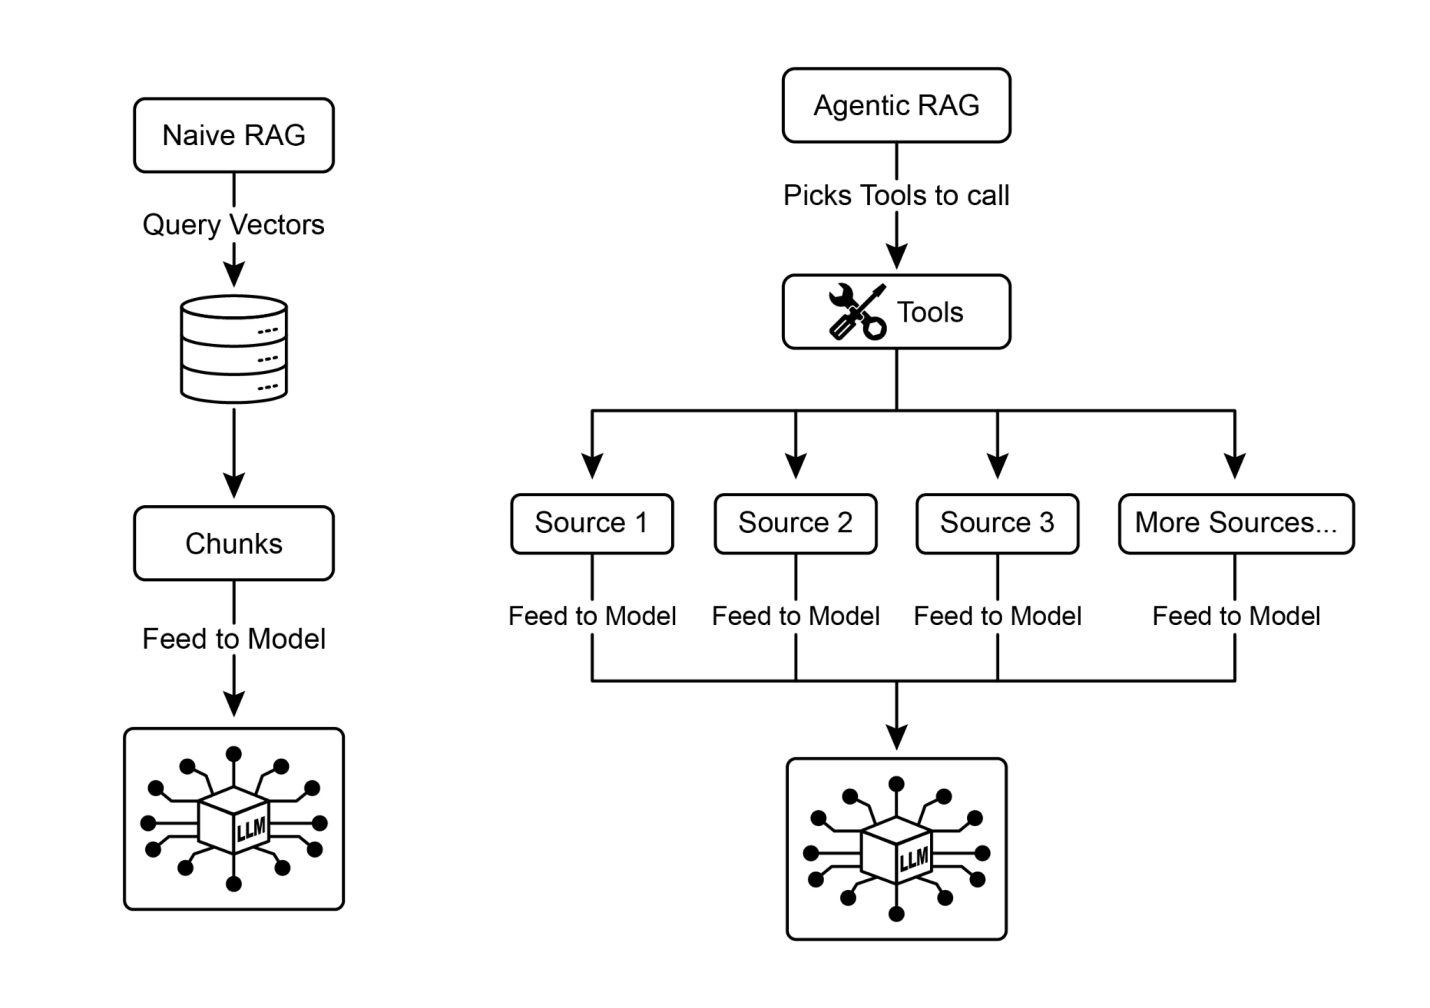 Naive RAG
Query Vectors
Chunks
Feed to Model
LLM
Agentic RAG
Picks Tools to call
Tools
Source 1
Source 2
Source 3
More Sources...
Feed to Model
Feed to Model
Feed to Model
Feed to Model
LLM